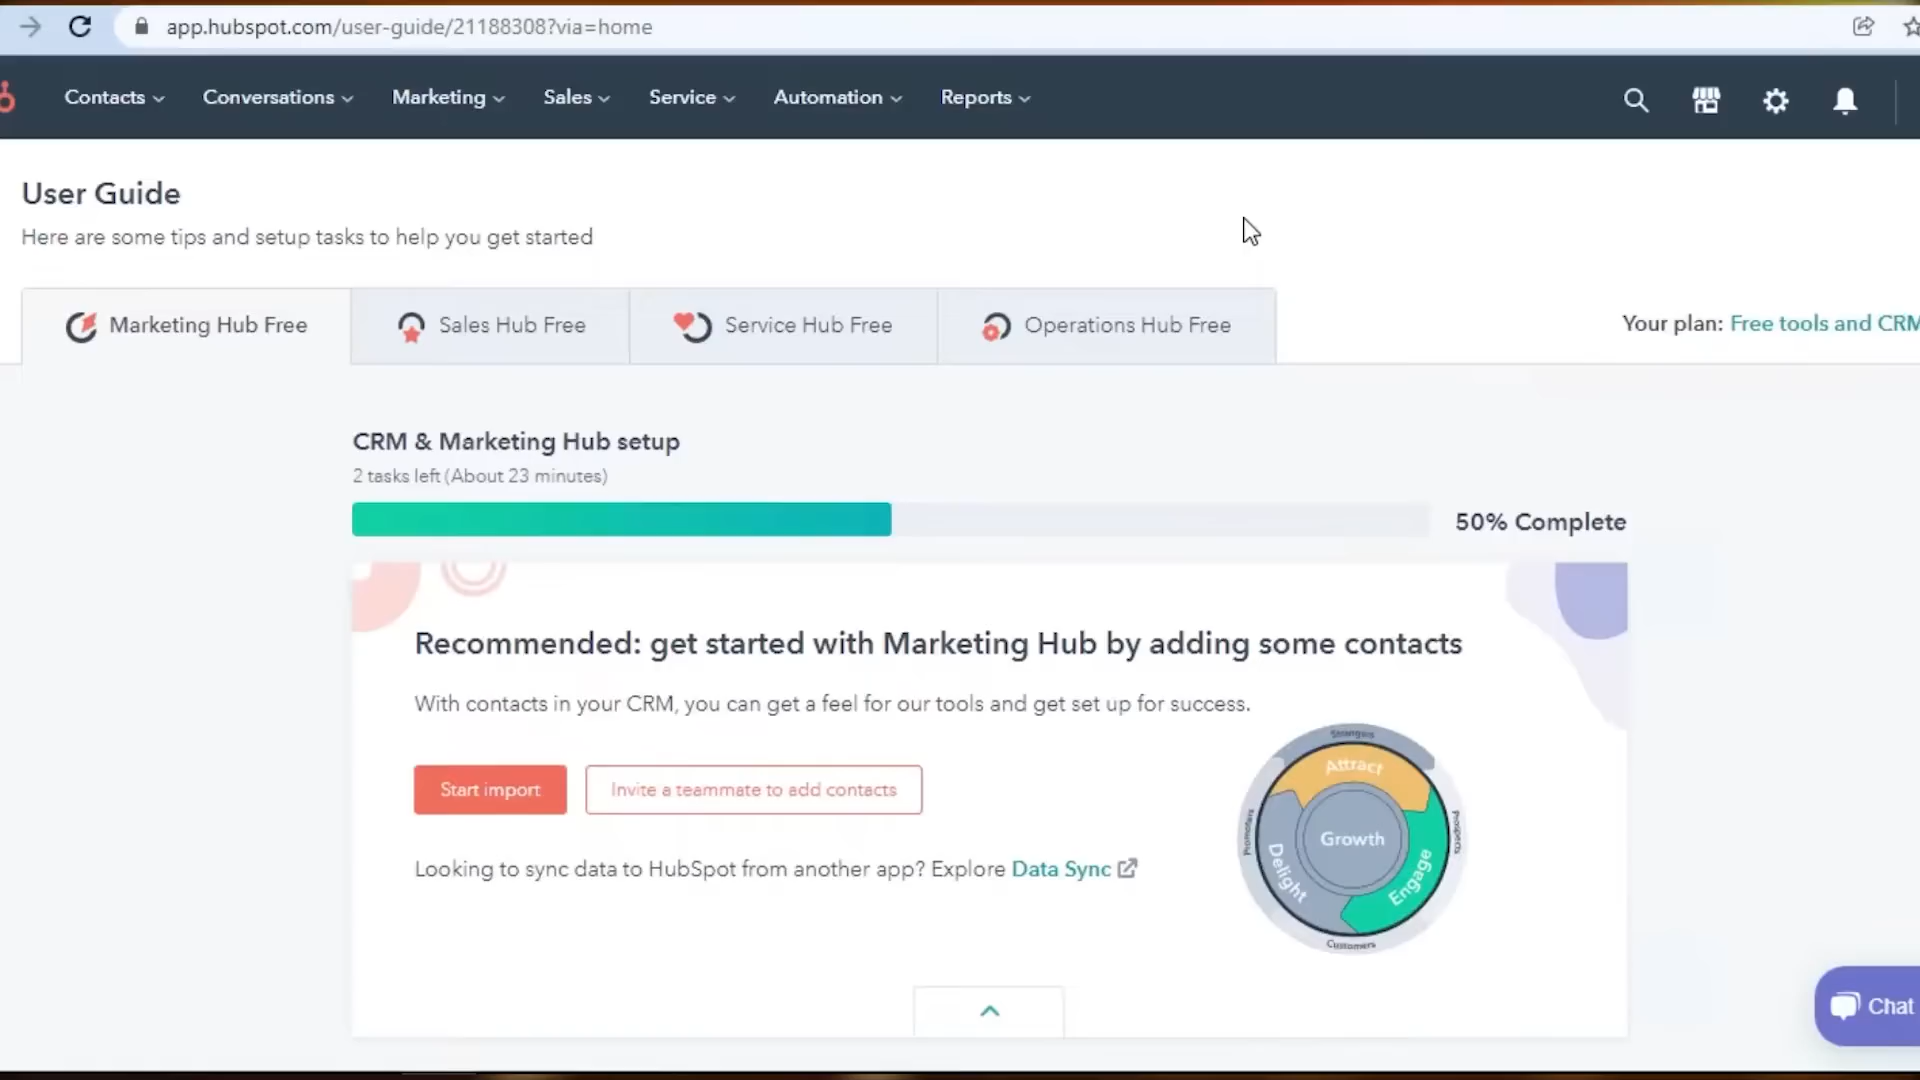 app.hubspot.com/user-guide/21188308?via=home
Contacts Conversations Marketing Sales Service Automation Reports
User Guide
Here are some tips and setup tasks to help you get started
Marketing Hub Free Sales Hub Free Service Hub Free Operations Hub Free
Your plan: Free tools and CRM
CRM & Marketing Hub setup
2 tasks left (About 23 minutes)
50% Complete
Recommended: get started with Marketing Hub by adding some contacts
With contacts in your CRM, you can get a feel for our tools and get set up for success.
Start import Invite a teammate to add contacts
Looking to sync data to HubSpot from another app? Explore Data Sync
Strangers
Attract
Promoters
Prospects
Growth
Delight
Engage
Customers
Chat